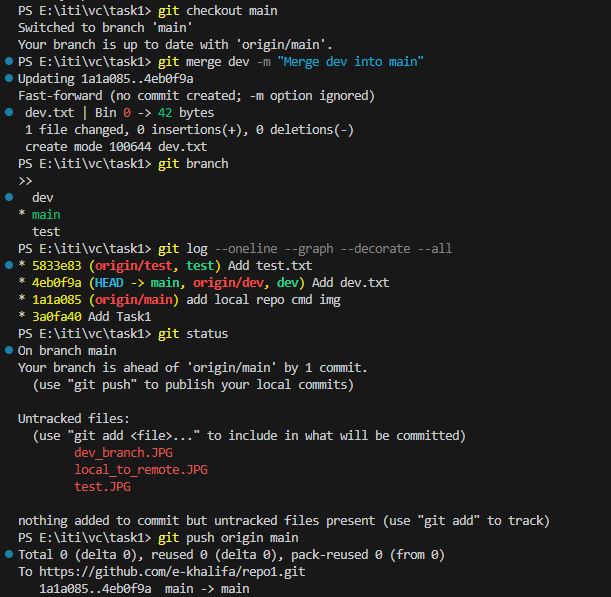 PS E:\iti\vc\task1> git checkout main
Switched to branch 'main'
Your branch is up to date with 'origin/main'.
PS E:\iti\vc\task1> git merge dev -m "Merge dev into main"
Updating 1a1a085..4eb0f9a
Fast-forward (no commit created; -m option ignored)
 dev.txt | Bin 0 -> 42 bytes
 1 file changed, 0 insertions(+), 0 deletions(-)
 create mode 100644 dev.txt
PS E:\iti\vc\task1> git branch
>>
  dev
* main
  test
PS E:\iti\vc\task1> git log --oneline --graph --decorate --all
* 5833e83 (origin/test, test) Add test.txt
* 4eb0f9a (HEAD -> main, origin/dev, dev) Add dev.txt
* 1a1a085 (origin/main) add local repo cmd img
* 3a0fa40 Add Task1
PS E:\iti\vc\task1> git status
On branch main
Your branch is ahead of 'origin/main' by 1 commit.
  (use "git push" to publish your local commits)

Untracked files:
  (use "git add <file>..." to include in what will be committed)
        dev_branch.JPG
        local_to_remote.JPG
        test.JPG

nothing added to commit but untracked files present (use "git add" to track)
PS E:\iti\vc\task1> git push origin main
Total 0 (delta 0), reused 0 (delta 0), pack-reused 0 (from 0)
To https://github.com/e-khalifa/repo1.git
   1a1a085..4eb0f9a  main -> main